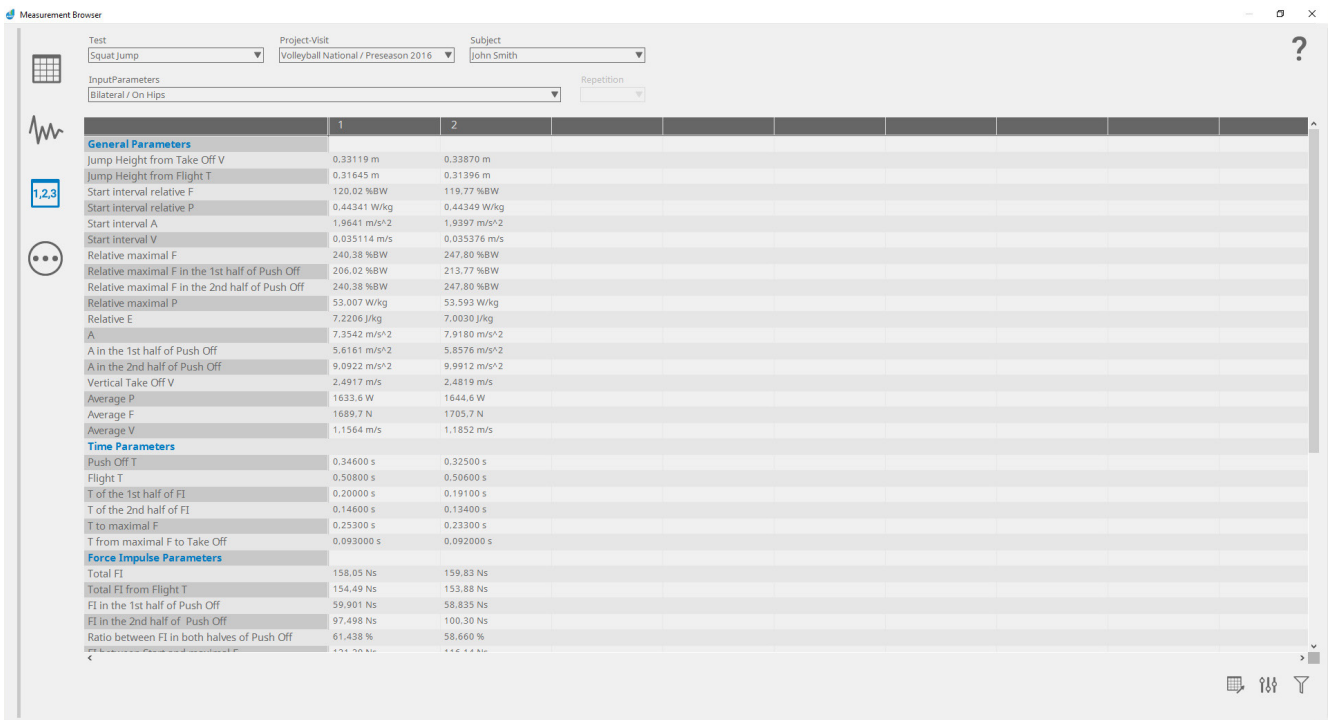 Measurement Browser
Test Project-Visit Subject
Squat Jump Volleyball National / Preseason 2016 John Smith
?
InputParameters Repetition
Bilateral / On Hips
1 2
General Parameters
Jump Height from Take Off V 0.33119 m 0.33870 m
Jump Height from Flight T 0.31645 m 0.31396 m
Start interval relative F 120.02 %BW 119.77 %BW
1,2,3
Start interval relative P 0.44341 W/kg 0.44349 W/kg
Start interval A 1.9641 m/s^2 1.9397 m/s^2
Start interval V 0.035114 m/s 0.035376 m/s
Relative maximal F 240.38 %BW 247.80 %BW
Relative maximal F in the 1st half of Push Off 206.02 %BW 213.77 %BW
Relative maximal F in the 2nd half of Push Off 240.38 %BW 247.80 %BW
Relative maximal P 53.007 W/kg 53.593 W/kg
Relative E 7.2206 J/kg 7.0030 J/kg
A 7.3542 m/s^2 7.9180 m/s^2
A in the 1st half of Push Off 5.6161 m/s^2 5.8576 m/s^2
A in the 2nd half of Push Off 9.0922 m/s^2 9.9912 m/s^2
Vertical Take Off V 2.4917 m/s 2.4819 m/s
Average P 1633.6 W 1644.6 W
Average F 1689.7 N 1705.7 N
Average V 1.1564 m/s 1.1852 m/s
Time Parameters
Push Off T 0.34600 s 0.32500 s
Flight T 0.50800 s 0.50600 s
T of the 1st half of FI 0.20000 s 0.19100 s
T of the 2nd half of FI 0.14600 s 0.13400 s
T to maximal F 0.25300 s 0.23300 s
T from maximal F to Take Off 0.093000 s 0.092000 s
Force Impulse Parameters
Total FI 158.05 Ns 159.83 Ns
Total FI from Flight T 154.49 Ns 153.88 Ns
FI in the 1st half of Push Off 59.901 Ns 58.835 Ns
FI in the 2nd half of Push Off 97.498 Ns 100.30 Ns
Ratio between FI in both halves of Push Off 61.438 % 58.660 %